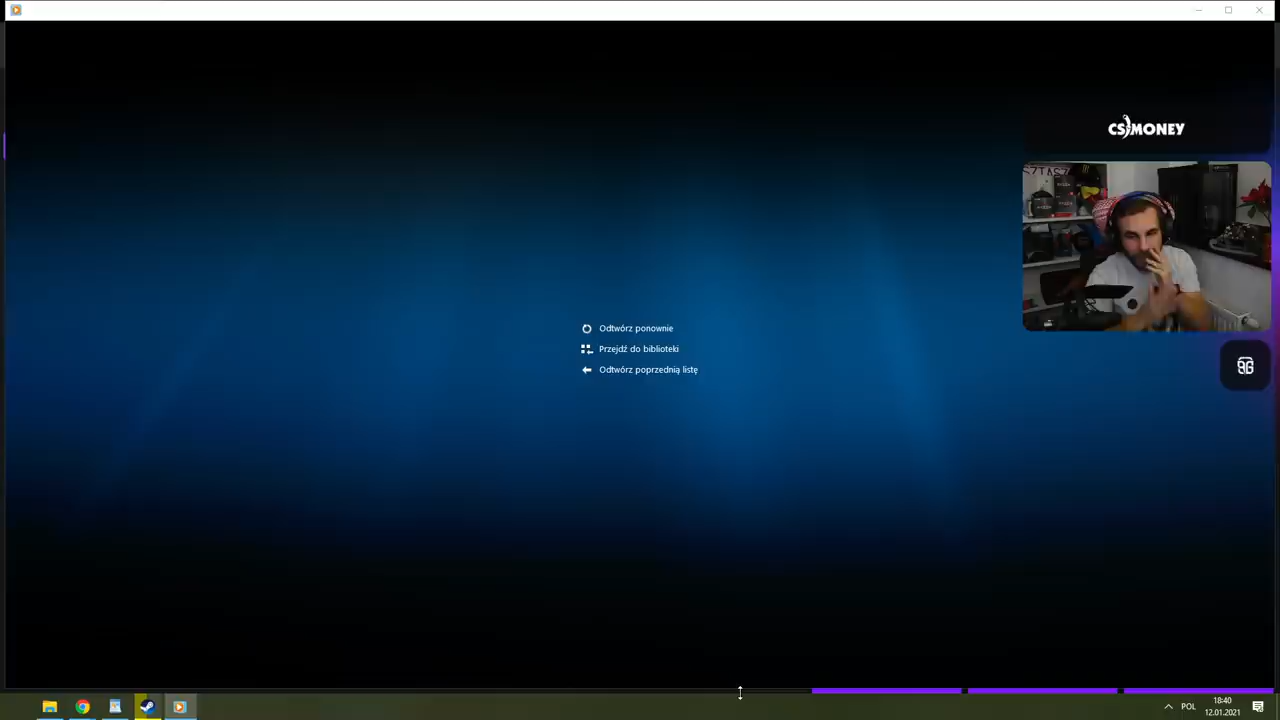 CS MONEY
Odtwórz ponownie
Przejdź do biblioteki
Odtwórz poprzednią listę
POL
18:40
12.01.2021